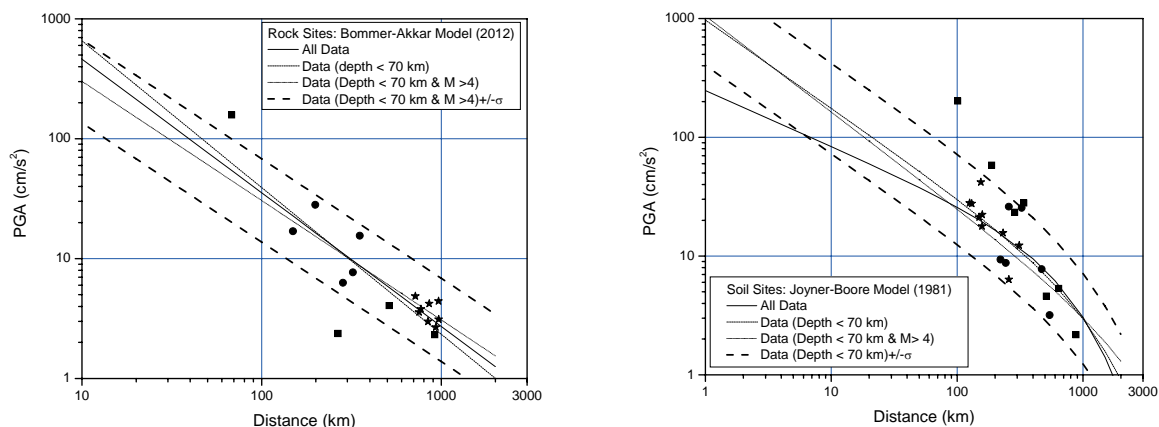 1000
100
10
1
PGA (cm/s²)
10
100
1000
3000
Distance (km)
Rock Sites: Bommer-Akkar Model (2012)
All Data
Data (depth < 70 km)
Data (Depth < 70 km & M >4)
Data (Depth < 70 km & M >4)+/-σ
1000
100
10
1
PGA (cm/s²)
1
10
100
1000
3000
Distance (km)
Soil Sites: Joyner-Boore Model (1981)
All Data
Data (Depth < 70 km)
Data (Depth < 70 km & M> 4)
Data (Depth < 70 km)+/-σ